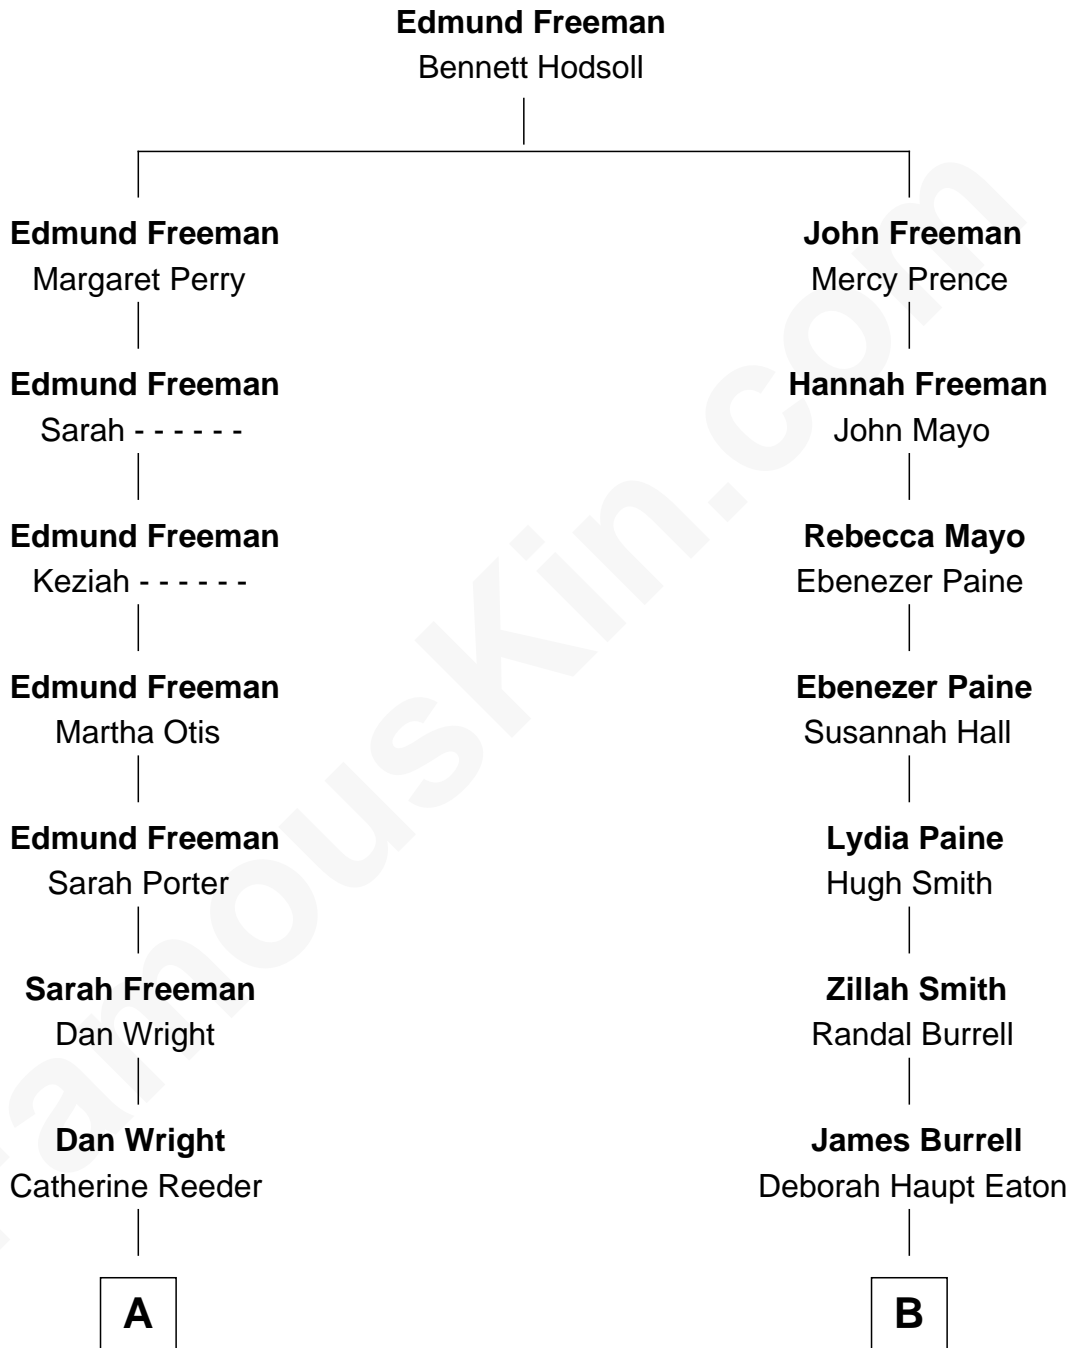 Edmund Freeman
Bennett Hodsoll
Edmund Freeman
Margaret Perry
John Freeman
Mercy Prence
Edmund Freeman
Sarah - - - - - -
Hannah Freeman
John Mayo
Edmund Freeman
Keziah - - - - - -
Rebecca Mayo
Ebenezer Paine
Edmund Freeman
Martha Otis
Ebenezer Paine
Susannah Hall
Edmund Freeman
Sarah Porter
Lydia Paine
Hugh Smith
Sarah Freeman
Dan Wright
Zillah Smith
Randal Burrell
Dan Wright
Catherine Reeder
James Burrell
Deborah Haupt Eaton
A
B
FamousKin.com